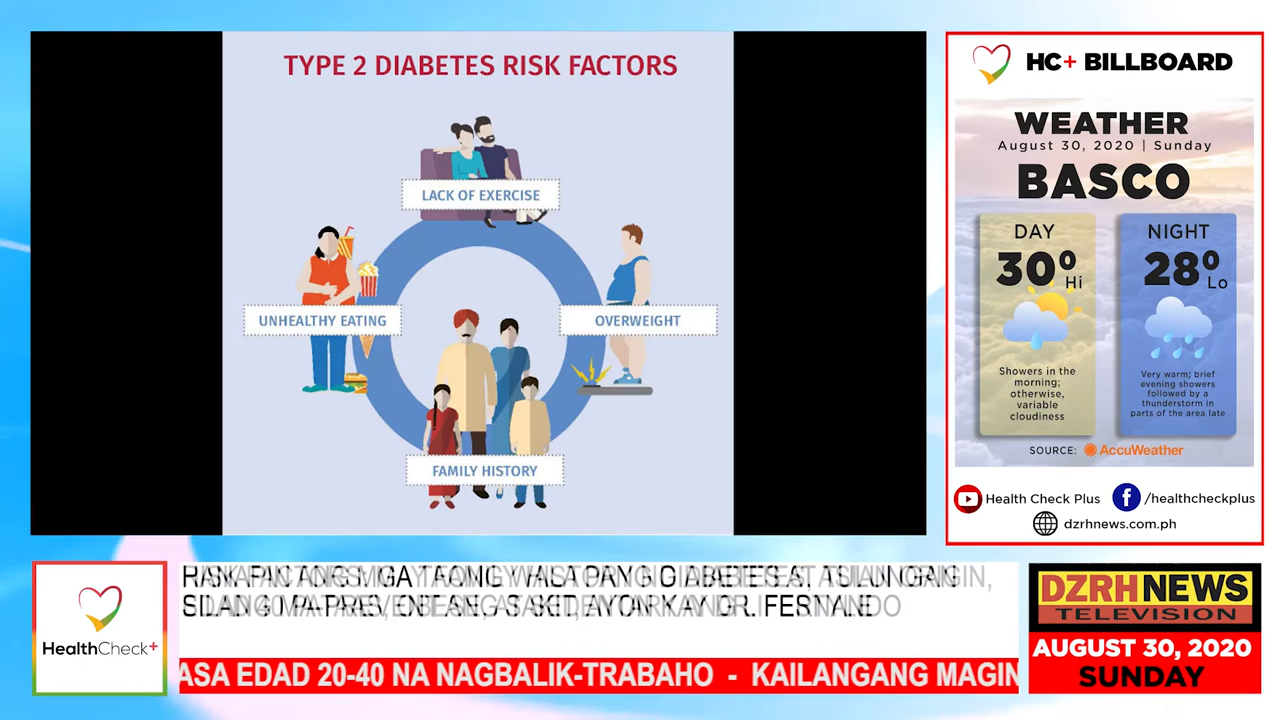 TYPE 2 DIABETES RISK FACTORS
LACK OF EXERCISE
UNHEALTHY EATING
OVERWEIGHT
FAMILY HISTORY
HC+ BILLBOARD
WEATHER
August 30, 2020 | Sunday
BASCO
DAY
30⁰ Hi
Showers in the
morning;
otherwise,
variable
cloudiness
NIGHT
28⁰ Lo
Very warm; brief
evening showers
followed by a
thunderstorm in
parts of the area late
SOURCE: AccuWeather
Health Check Plus
/healthcheckplus
dzrhnews.com.ph
HealthCheck+
ASA EDAD 20-40 NA NAGBALIK-TRABAHO - KAILANGANG MAGIN
DZRH NEWS
TELEVISION
AUGUST 30, 2020
SUNDAY